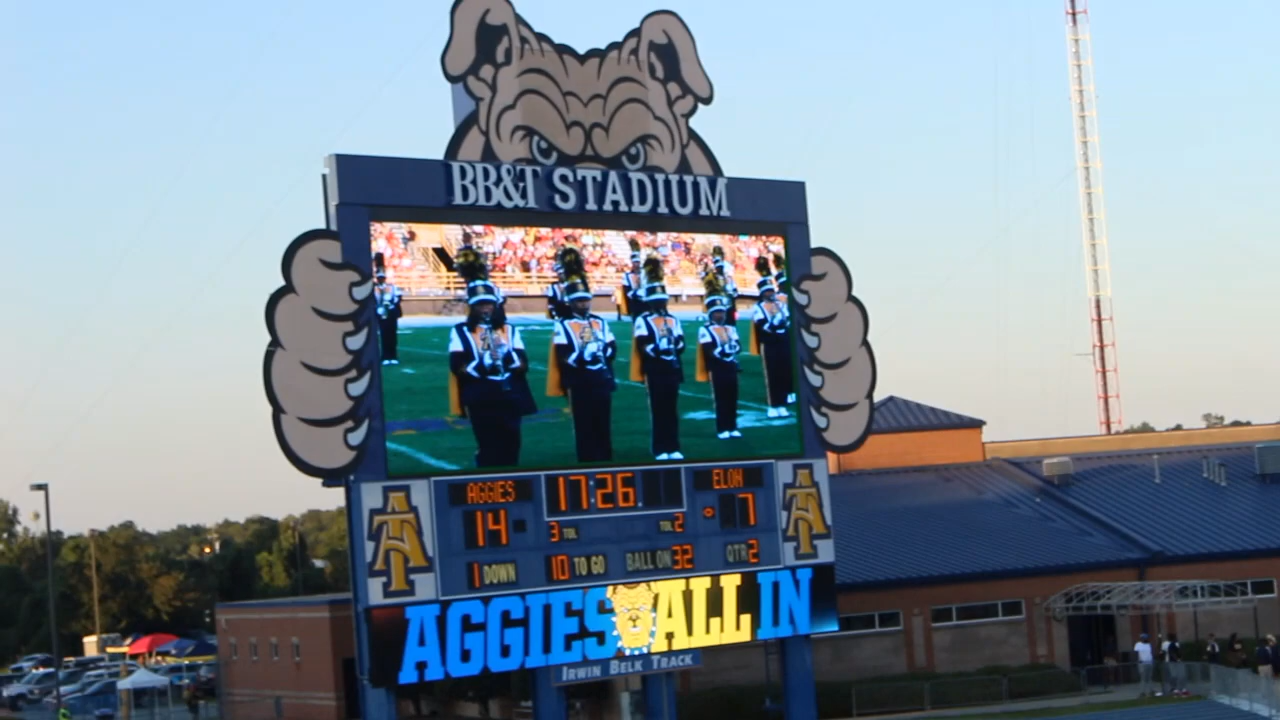 BB&T STADIUM
AGGIES 17:26 ELOH
14 3 TOL TOL 2 7
1 DOWN 10 TO GO BALL ON 32 QTR 2
A&T A&T
AGGIES ALL IN
IRWIN BELK TRACK